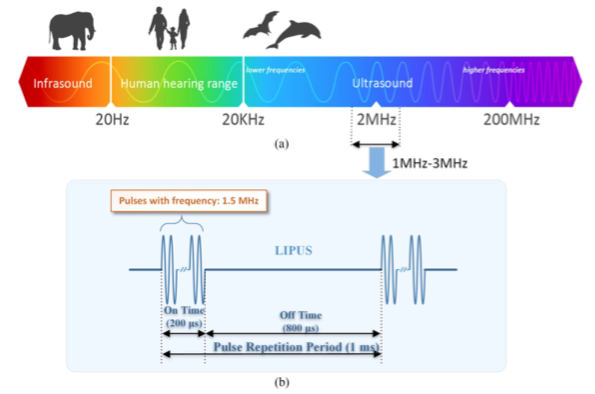 lower frequencies
higher frequencies
Infrasound
Human hearing range
Ultrasound
20Hz
20KHz
2MHz
200MHz
(a)
1MHz-3MHz
Pulses with frequency: 1.5 MHz
LIPUS
On Time
(200 µs)
Off Time
(800 µs)
Pulse Repetition Period (1 ms)
(b)